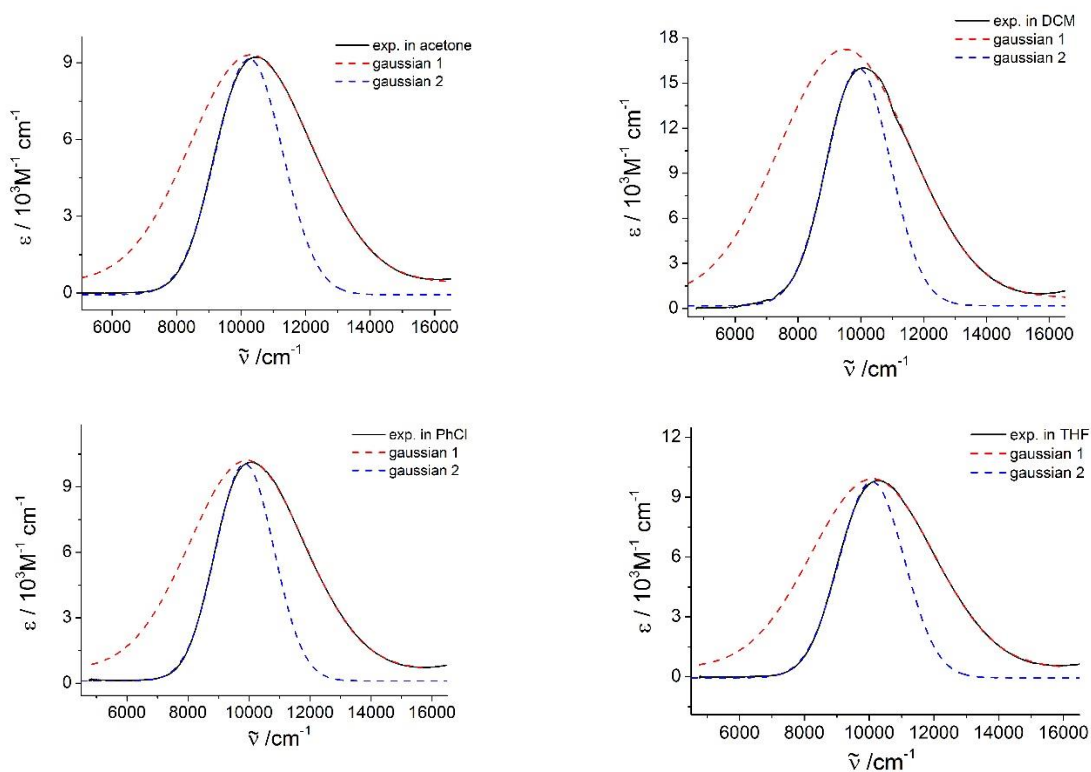 exp. in acetone
gaussian 1
gaussian 2
9
6
3
0
ε / 10³M⁻¹ cm⁻¹
6000 8000 10000 12000 14000 16000
ṽ /cm⁻¹
exp. in DCM
gaussian 1
gaussian 2
18
15
12
9
6
3
0
ε / 10³M⁻¹ cm⁻¹
6000 8000 10000 12000 14000 16000
ṽ /cm⁻¹
exp. in PhCl
gaussian 1
gaussian 2
9
6
3
0
ε / 10³M⁻¹ cm⁻¹
6000 8000 10000 12000 14000 16000
ṽ /cm⁻¹
exp. in THF
gaussian 1
gaussian 2
12
9
6
3
0
ε / 10³M⁻¹ cm⁻¹
6000 8000 10000 12000 14000 16000
ṽ /cm⁻¹